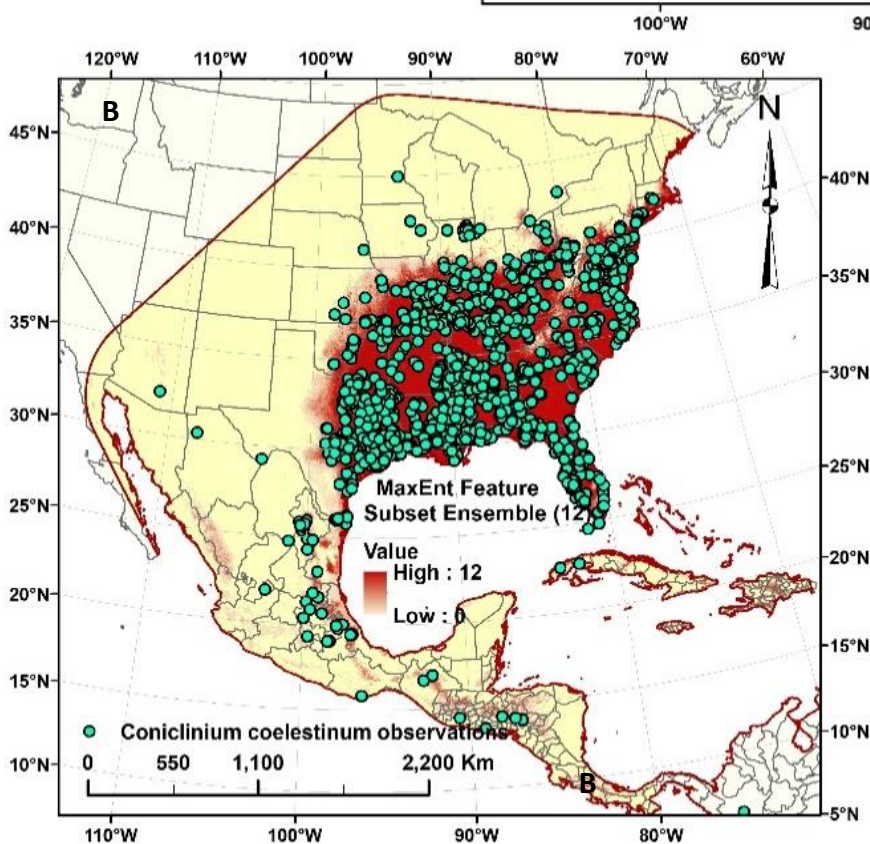 100°W 90
120°W 110°W 100°W 90°W 80°W 70°W 60°W
B
N
45°N
40°N
40°N
35°N
35°N
30°N
30°N
25°N
25°N
20°N
20°N
15°N
15°N
10°N
10°N
5°N
MaxEnt Feature
Subset Ensemble (12)
Value
High : 12
Low : 0
Coniclinium coelestinum observations
0 550 1,100 2,200 Km
B
110°W 100°W 90°W 80°W